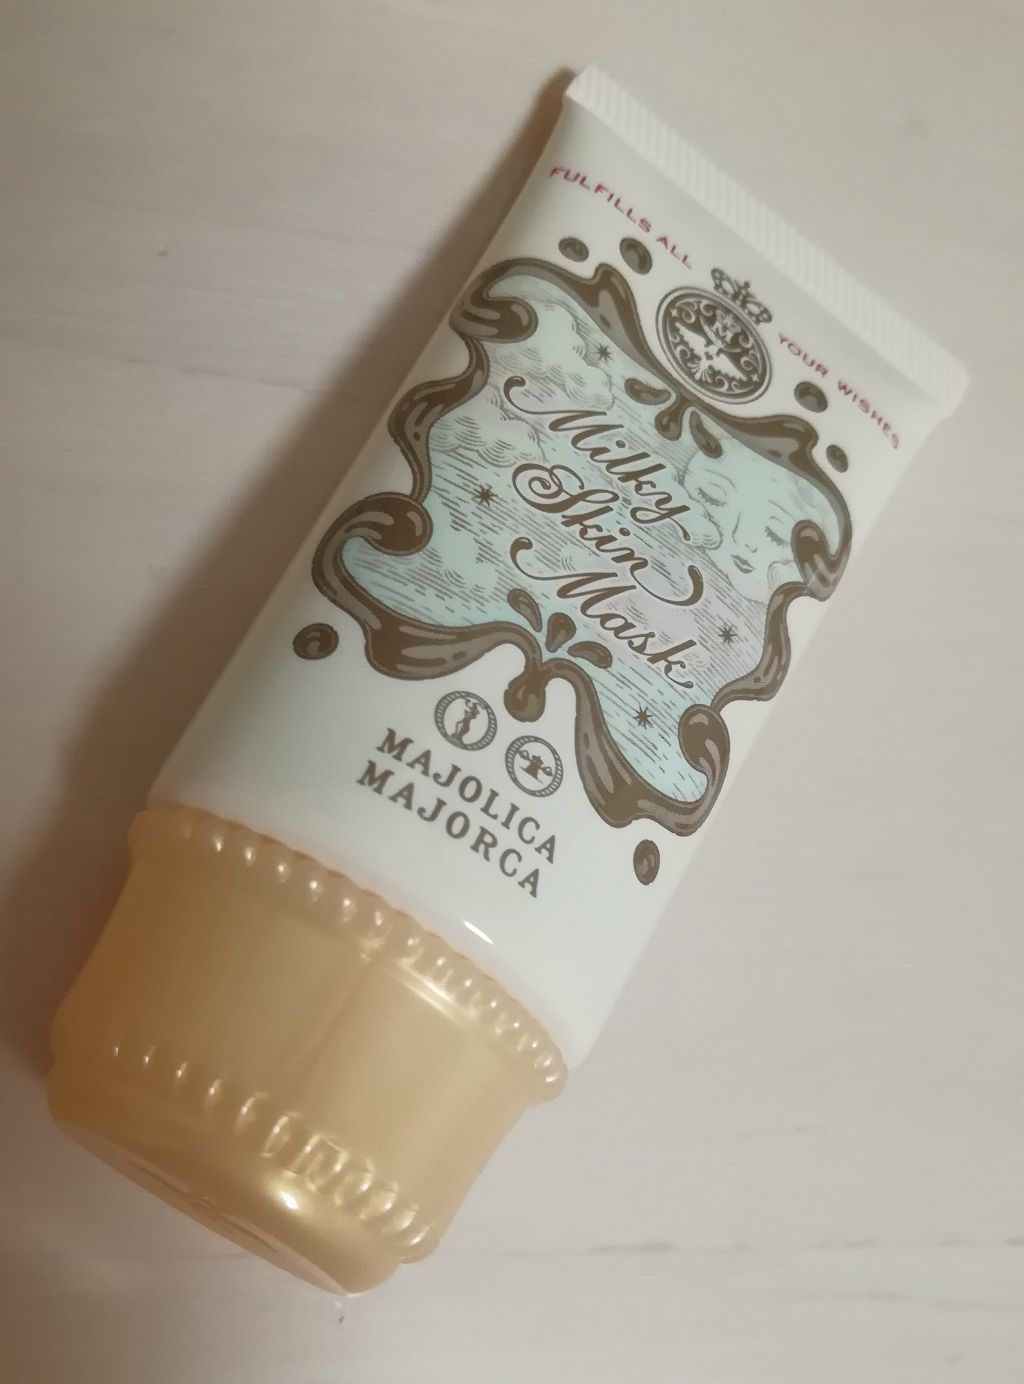 FULFILLS ALL YOUR WISHES
Milky
Skin
Mask
MAJOLICA
MAJORCA